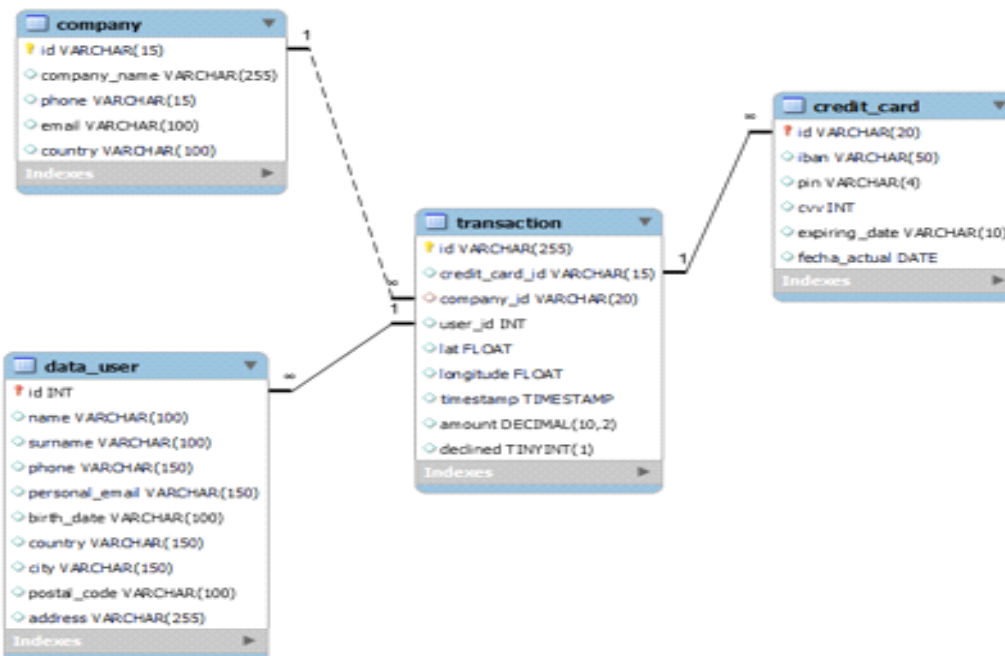 company
id VARCHAR(15)
company_name VARCHAR(255)
phone VARCHAR(15)
email VARCHAR(100)
country VARCHAR(100)
Indexes
1
∞
credit_card
id VARCHAR(20)
iban VARCHAR(50)
pin VARCHAR(4)
cvv INT
expiring_date VARCHAR(10)
fecha_actual DATE
Indexes
∞
1
transaction
id VARCHAR(255)
credit_card_id VARCHAR(15)
company_id VARCHAR(20)
user_id INT
lat FLOAT
longitude FLOAT
timestamp TIMESTAMP
amount DECIMAL(10,2)
declined TINYINT(1)
Indexes
1
∞
data_user
id INT
name VARCHAR(100)
surname VARCHAR(100)
phone VARCHAR(150)
personal_email VARCHAR(150)
birth_date VARCHAR(100)
country VARCHAR(150)
city VARCHAR(150)
postal_code VARCHAR(100)
address VARCHAR(255)
Indexes